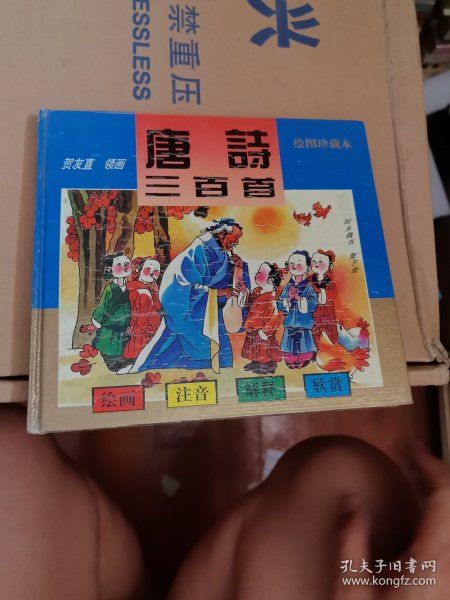 兴
禁重压
ESSLESS
贺友直 领画
唐詩
三百首
绘图珍藏本
回乡偶书 贺知章
绘画 注音 解释 欣赏
孔夫子旧书网
www.kongfz.com